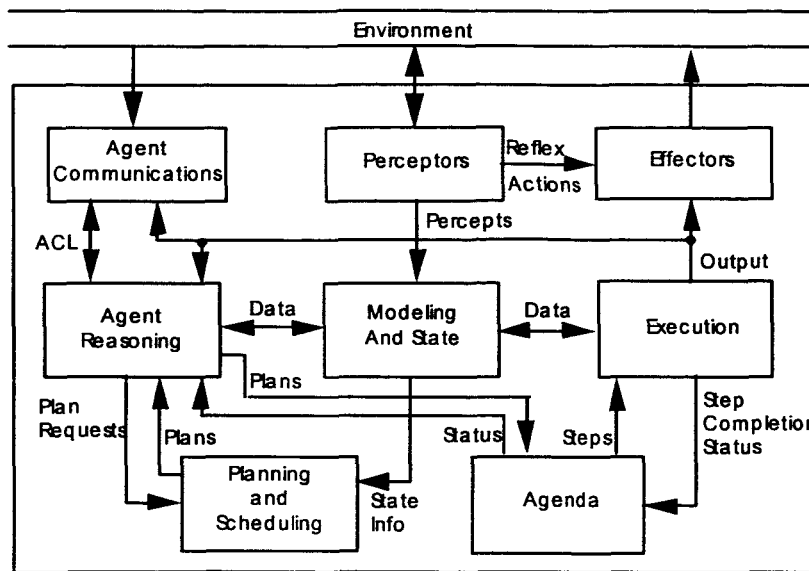 Environment
Agent
Communications
Perceptors
Reflex
Actions
Effectors
ACL
Percepts
Output
Agent
Reasoning
Data
Modeling
And State
Data
Execution
Plan
Requests
Plans
Plans
Status
Steps
Step
Completion
Status
Planning
and
Scheduling
State
Info
Agenda